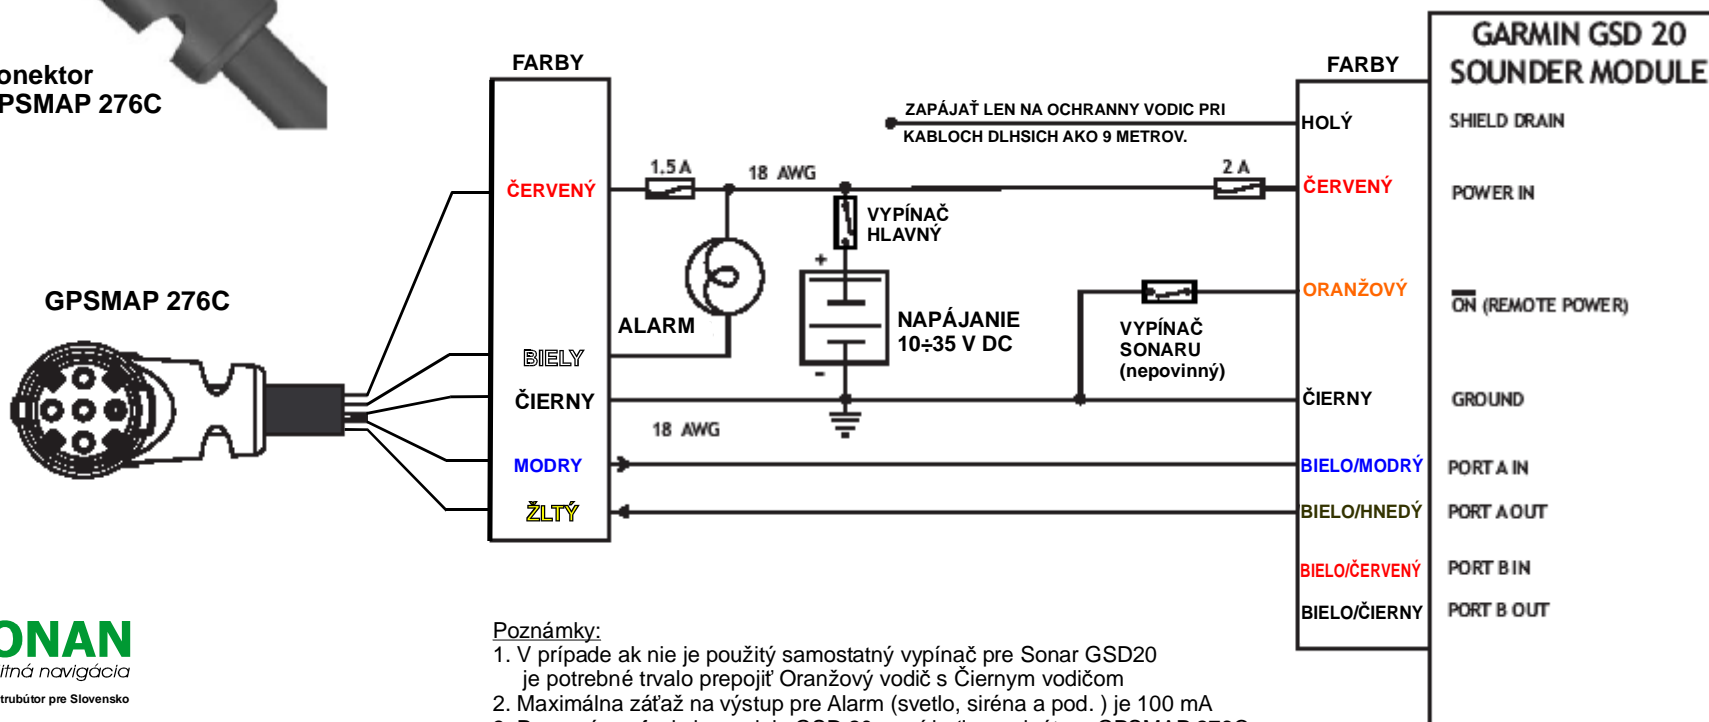 GARMIN GSD 20
SOUNDER MODULE
FARBY
FARBY
GPSMAP 276C
ZAPÁJAŤ LEN NA OCHRANNY VODIC PRI
KABLOCH DLHSICH AKO 9 METROV.
HOLÝ
SHIELD DRAIN
1.5 A
18 AWG
2 A
ČERVENÝ
ČERVENÝ
POWER IN
VYPÍNAČ
HLAVNÝ
+
GPSMAP 276C
ORANŽOVÝ
ON (REMOTE POWER)
ALARM
NAPÁJANIE
10÷35 V DC
VYPÍNAČ
SONARU
(nepovinný)
BIELY
-
ČIERNY
ČIERNY
GROUND
18 AWG
MODRY
BIELO/MODRÝ
PORT A IN
ŽLTÝ
BIELO/HNEDÝ
PORT A OUT
BIELO/ČERVENÝ
PORT B IN
BIELO/ČIERNY
PORT B OUT
ONAN
navigácia
pre Slovensko
Poznámky:
1. V prípade ak nie je použitý samostatný vypínač pre Sonar GSD20
je potrebné trvalo prepojiť Oranžový vodič s Čiernym vodičom
2. Maximálna záťaž na výstup pre Alarm (svetlo, siréna a pod. ) je 100 mA